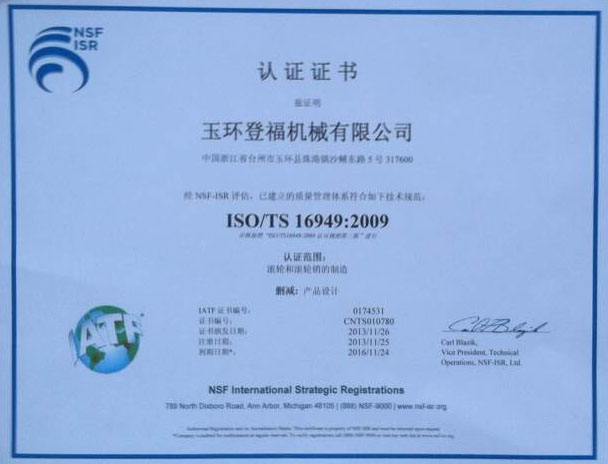 NSF
ISR
认证证书
兹证明
玉环登福机械有限公司
中国浙江省台州市玉环县珠港镇沙鳝东路 5 号 317600
经 NSF-ISR 评估，已建立的质量管理体系符合如下技术规范：
ISO/TS 16949:2009
认证范围：
滚轮和滚轮销的制造
删减：产品设计
IATF 证书编号： 0174531
证书编号： CNTS010780
证书颁发日期： 2013/11/26
注册日期： 2013/11/25
到期日期*： 2016/11/24
IATF
Carl Blazik,
Vice President, Technical
Operations, NSF-ISR, Ltd.
NSF International Strategic Registrations
789 North Dixboro Road, Ann Arbor, Michigan 48105 | (888) NSF-9000 | www.nsf-isr.org